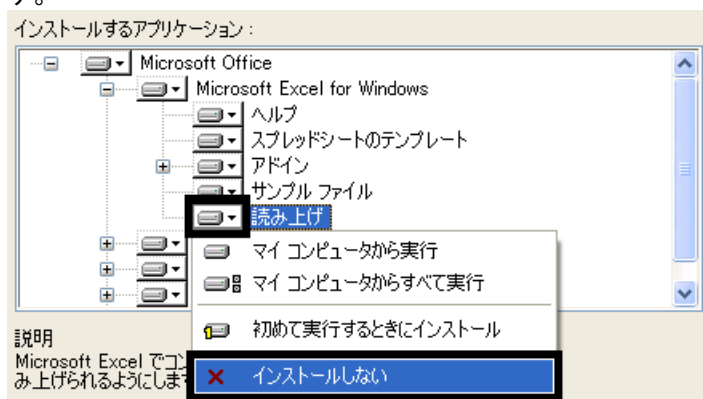 す。
インストールするアプリケーション :
Microsoft Office
Microsoft Excel for Windows
ヘルプ
スプレッドシートのテンプレート
アドイン
サンプル ファイル
読み上げ
マイ コンピュータから実行
マイ コンピュータからすべて実行
初めて実行するときにインストール
インストールしない
説明
Microsoft Excel でコン
み上げられるようにしま